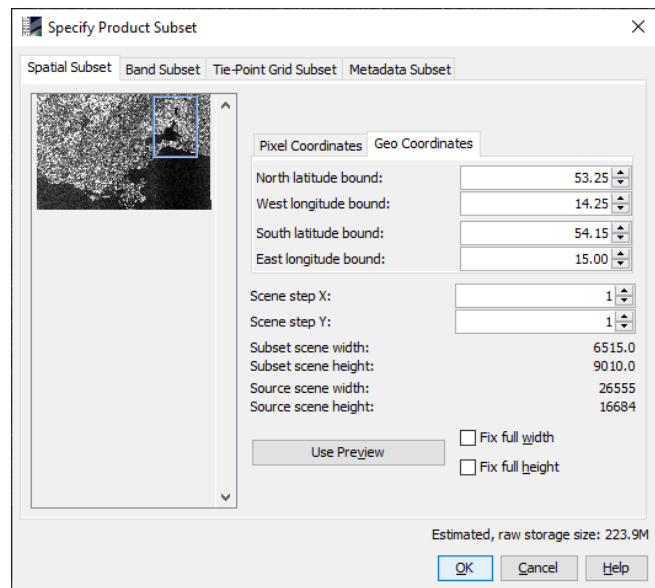 Specify Product Subset
Spatial Subset Band Subset Tie-Point Grid Subset Metadata Subset
Pixel Coordinates Geo Coordinates
North latitude bound: 53.25
West longitude bound: 14.25
South latitude bound: 54.15
East longitude bound: 15.00
Scene step X: 1
Scene step Y: 1
Subset scene width: 6515.0
Subset scene height: 9010.0
Source scene width: 26555
Source scene height: 16684
Use Preview
Fix full width
Fix full height
Estimated, raw storage size: 223.9M
OK Cancel Help